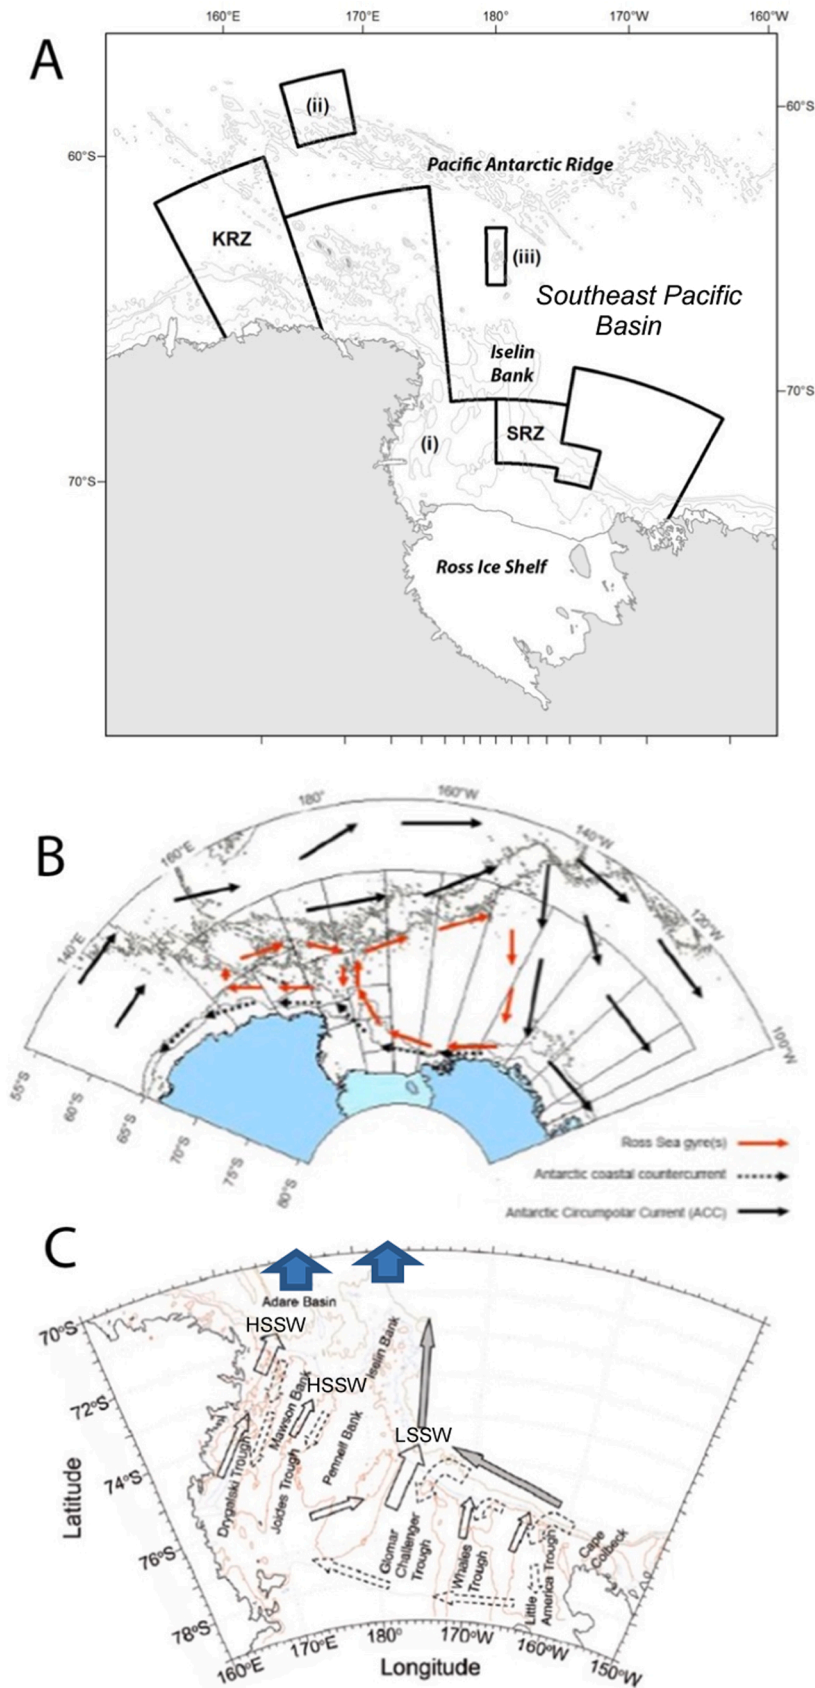 A
160°E 170°E 180° 170°W 160°W
60°S
60°S
(ii)
Pacific Antarctic Ridge
KRZ
(iii)
Southeast Pacific
Basin
Iselin
Bank
70°S
SRZ
(i)
70°S
Ross Ice Shelf
B
180° 160°W
160°E 140°W
140°E 120°W
100°W
55°S
60°S
65°S
70°S
75°S
80°S
Ross Sea gyre(s)
Antarctic coastal countercurrent
Antarctic Circumpolar Current (ACC)
C
Adare Basin
70°S
HSSW
Iselin Bank
HSSW
Mawson Bank
72°S
LSSW
Pennell Bank
74°S
Drygalski Trough
Joides Trough
Latitude
Glomar
Challenger
Trough
Whales
Trough
Little
America Trough
Cape
Colbeck
76°S
78°S
160°E 170°E 180° 170°W 160°W 150°W
Longitude